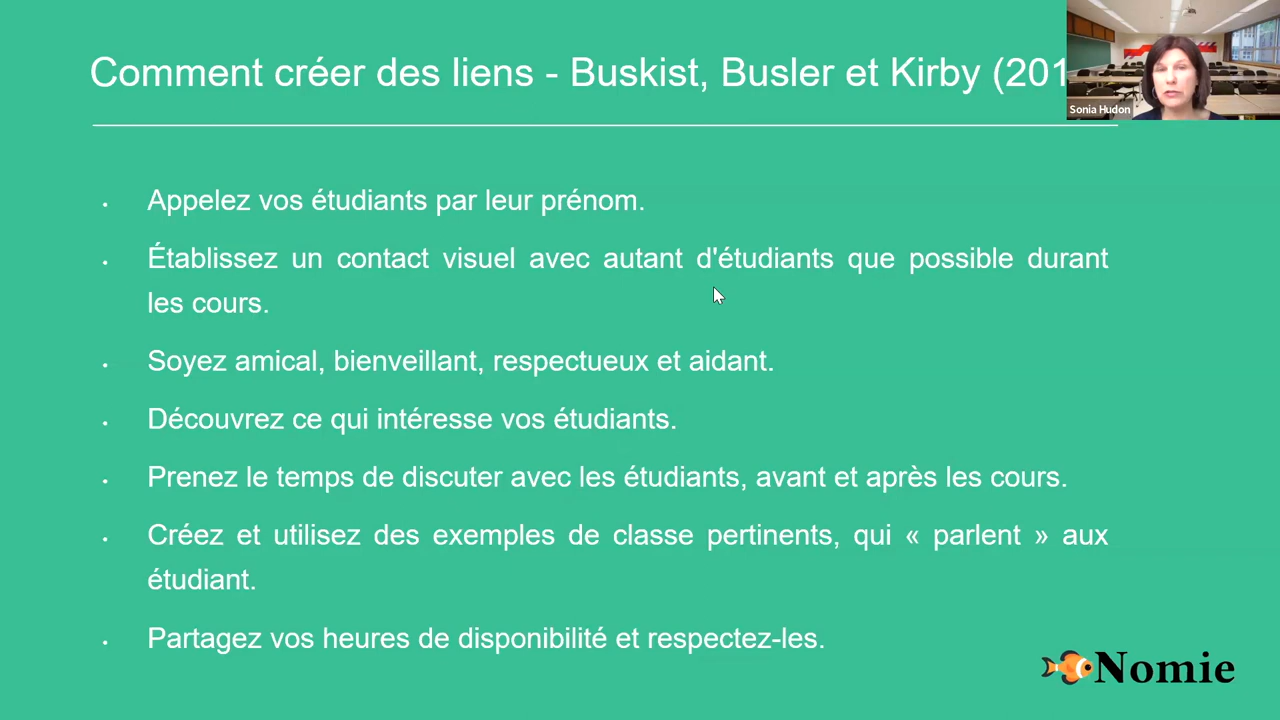 Comment créer des liens - Buskist, Busler et Kirby (201
Sonia Hudon
Appelez vos étudiants par leur prénom.
Établissez un contact visuel avec autant d'étudiants que possible durant
les cours.
Soyez amical, bienveillant, respectueux et aidant.
Découvrez ce qui intéresse vos étudiants.
Prenez le temps de discuter avec les étudiants, avant et après les cours.
Créez et utilisez des exemples de classe pertinents, qui « parlent » aux
étudiant.
Partagez vos heures de disponibilité et respectez-les.
Nomie